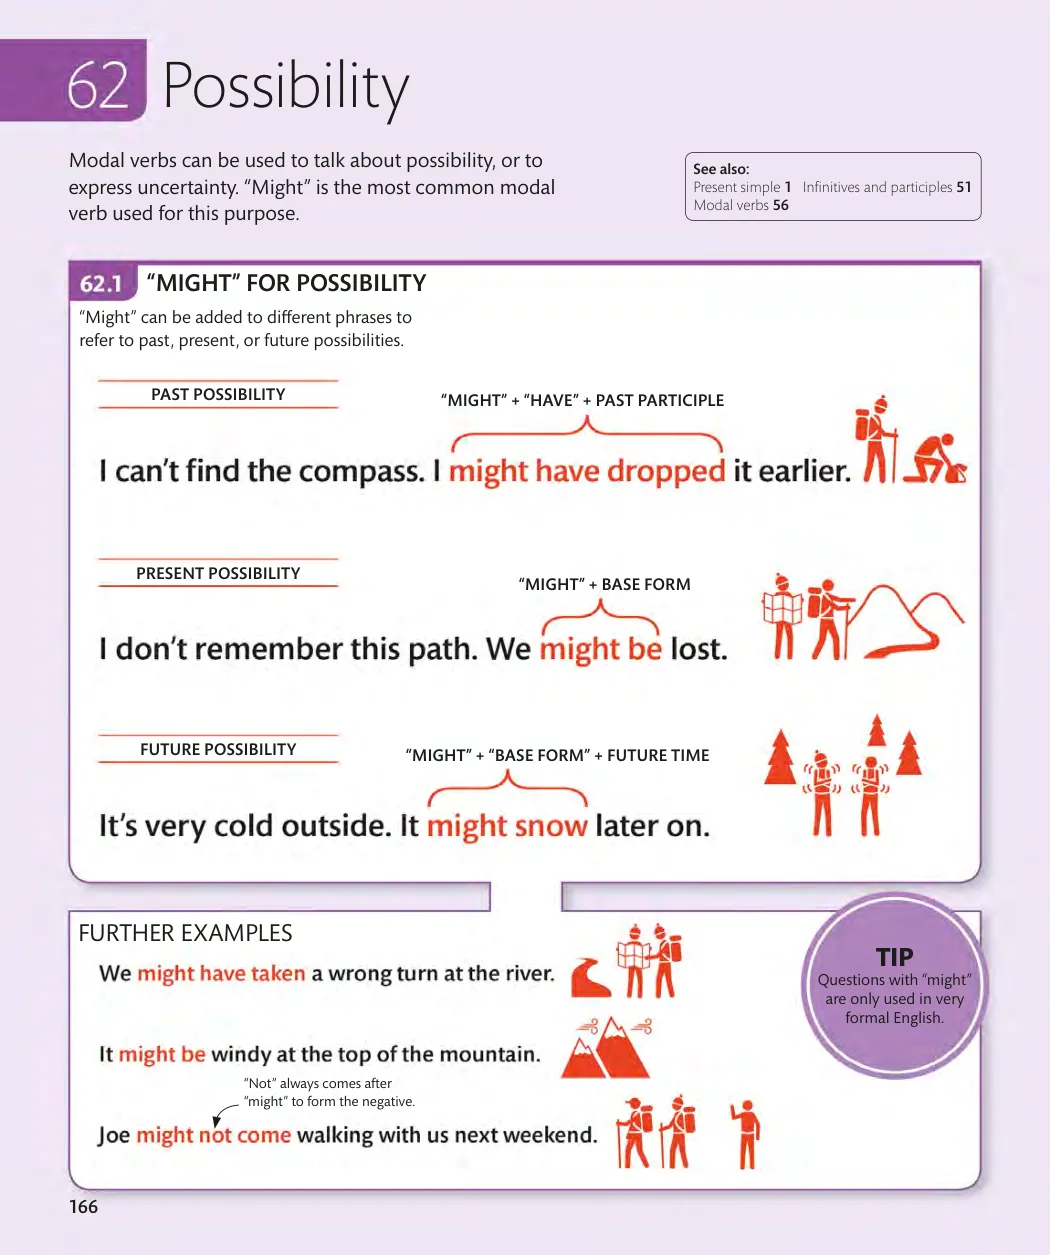 62 Possibility
Modal verbs can be used to talk about possibility, or to
express uncertainty. “Might” is the most common modal
verb used for this purpose.
See also:
Present simple 1 Infinitives and participles 51
Modal verbs 56
62.1 “MIGHT” FOR POSSIBILITY
“Might” can be added to different phrases to
refer to past, present, or future possibilities.
PAST POSSIBILITY
“MIGHT” + “HAVE” + PAST PARTICIPLE
I can’t find the compass. I might have dropped it earlier.
PRESENT POSSIBILITY
“MIGHT” + BASE FORM
I don’t remember this path. We might be lost.
FUTURE POSSIBILITY
“MIGHT” + “BASE FORM” + FUTURE TIME
It’s very cold outside. It might snow later on.
FURTHER EXAMPLES
We might have taken a wrong turn at the river.
It might be windy at the top of the mountain.
“Not” always comes after
“might” to form the negative.
Joe might not come walking with us next weekend.
TIP
Questions with “might”
are only used in very
formal English.
166